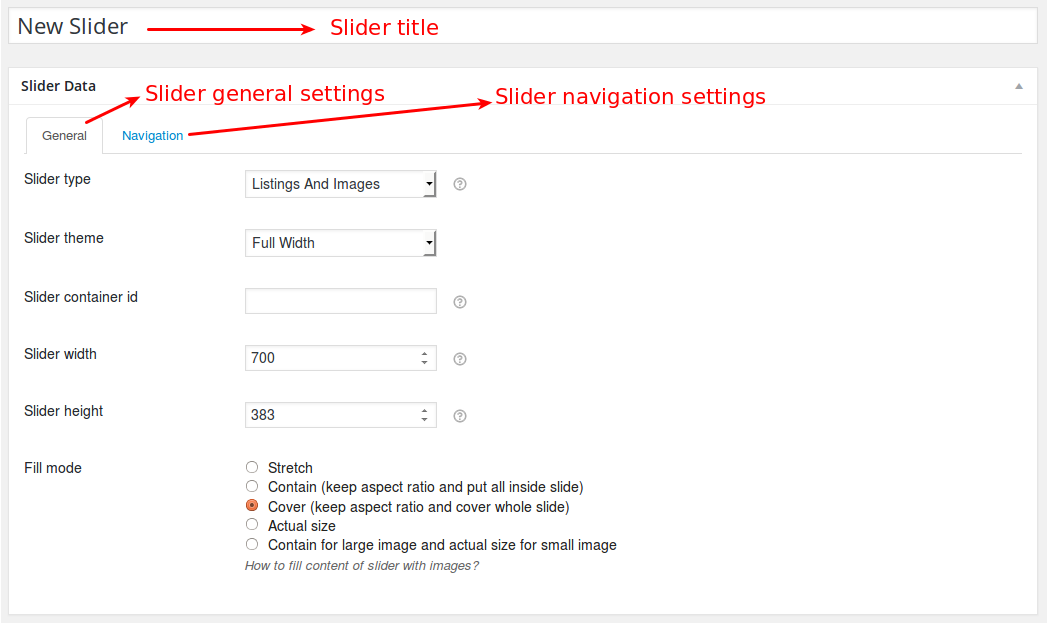 New Slider
Slider title
Slider Data
Slider general settings
Slider navigation settings
General
Navigation
Slider type
Listings And Images
Slider theme
Full Width
Slider container id
Slider width
700
Slider height
383
Fill mode
Stretch
Contain (keep aspect ratio and put all inside slide)
Cover (keep aspect ratio and cover whole slide)
Actual size
Contain for large image and actual size for small image
How to fill content of slider with images?